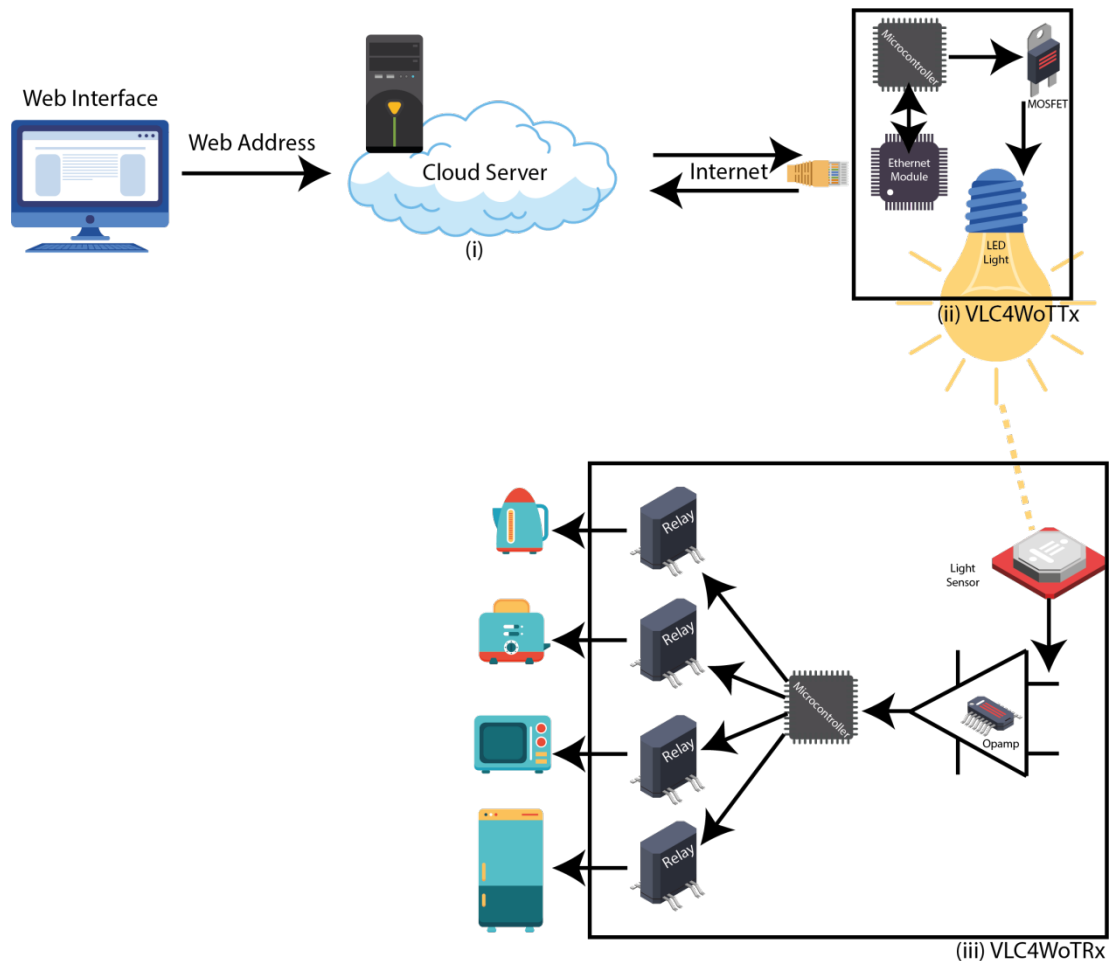 Web Interface
Web Address
Cloud Server
(i)
Internet
Microcontroller
MOSFET
Ethernet
Module
LED
Light
(ii) VLC4WoTTx
Relay
Light
Sensor
Relay
Microcontroller
Opamp
Relay
Relay
(iii) VLC4WoTRx